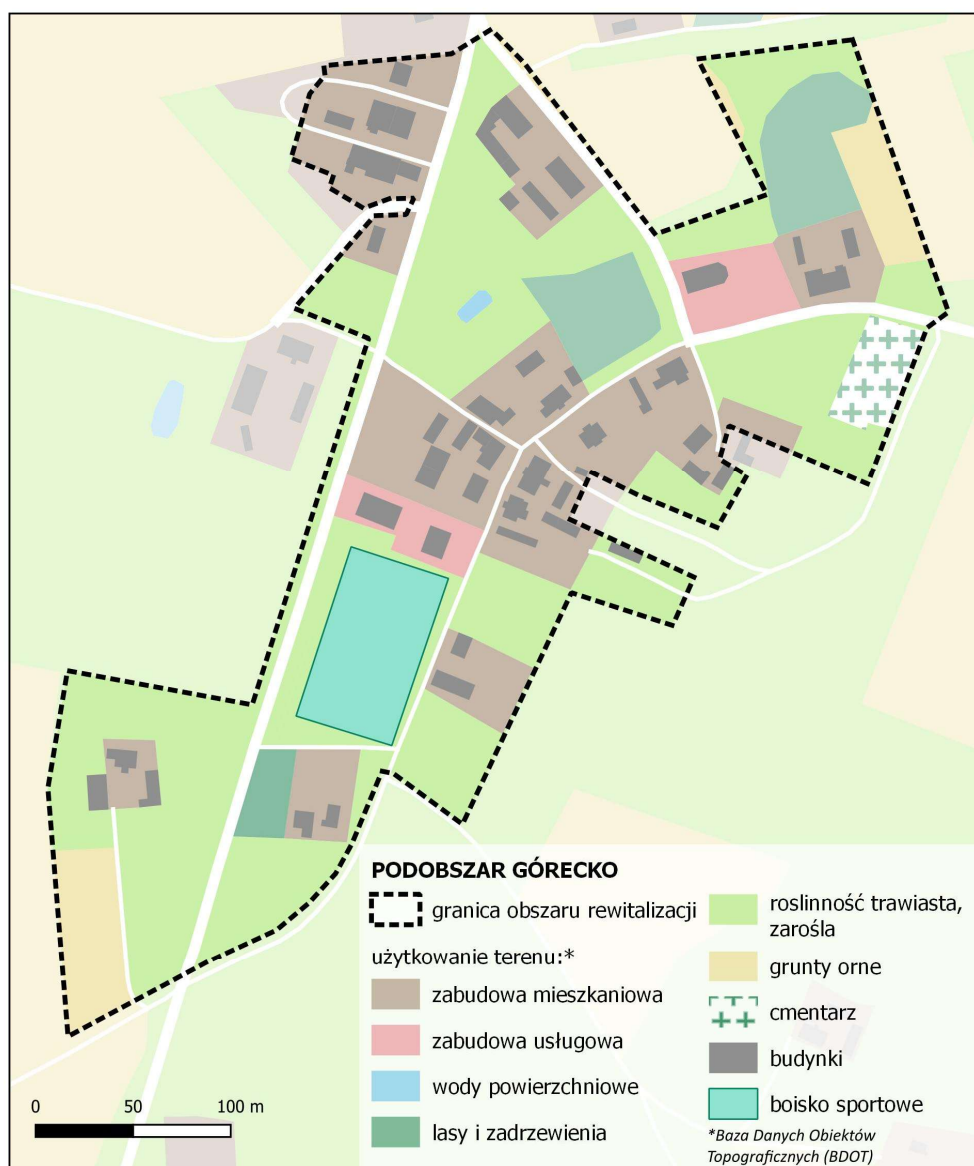 PODOBSZAR GÓRECKO
granica obszaru rewitalizacji
użytkowanie terenu:*
zabudowa mieszkaniowa
zabudowa usługowa
wody powierzchniowe
lasy i zadrzewienia
roslinność trawiasta,
zarośla
grunty orne
cmentarz
budynki
boisko sportowe
*Baza Danych Obiektów
Topograficznych (BDOT)
0 50 100 m